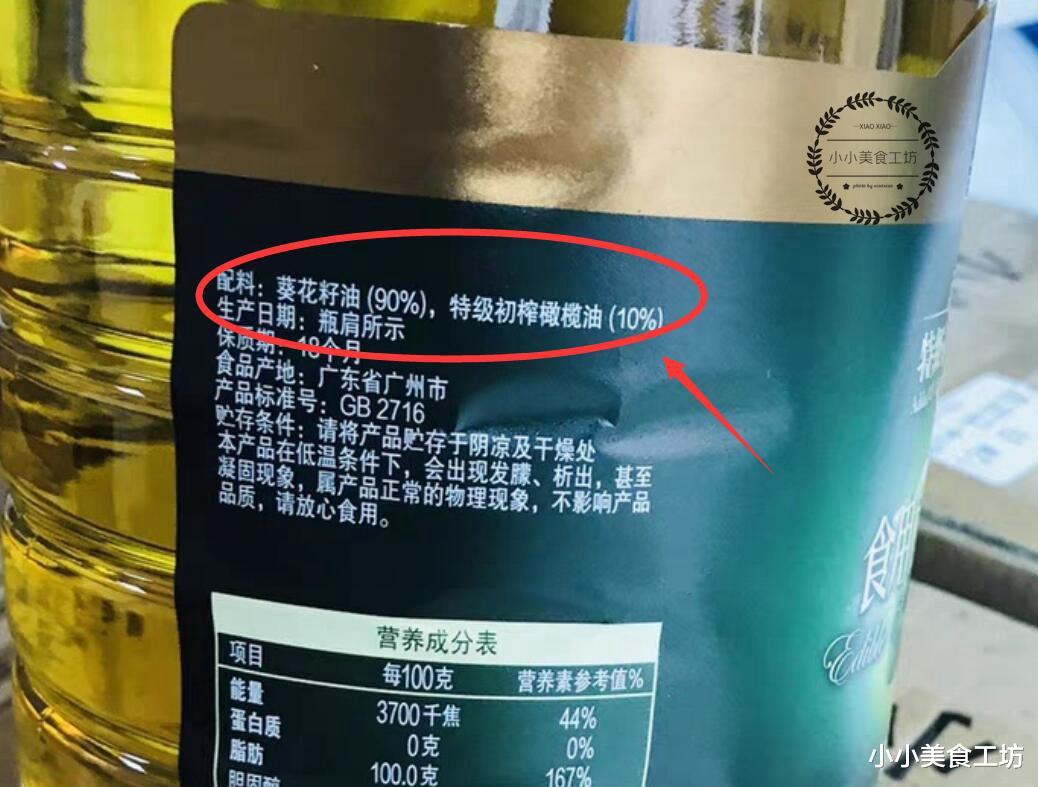 XIAO XIAO
小小美食工坊
配料：葵花籽油 (90%)，特级初榨橄榄油 (10%)
生产日期：瓶肩所示
保质期：18个月
食品产地：广东省广州市
产品标准号：GB 2716
贮存条件：请将产品贮存于阴凉及干燥处
本产品在低温条件下，会出现发朦、析出，甚至
凝固现象，属产品正常的物理现象，不影响产品
品质，请放心食用。
营养成分表
项目 每100克 营养素参考值%
能量 3700千焦 44%
蛋白质 0克 0%
脂肪 100.0克 167%
胆固醇
特级
食用
Edible
小小美食工坊